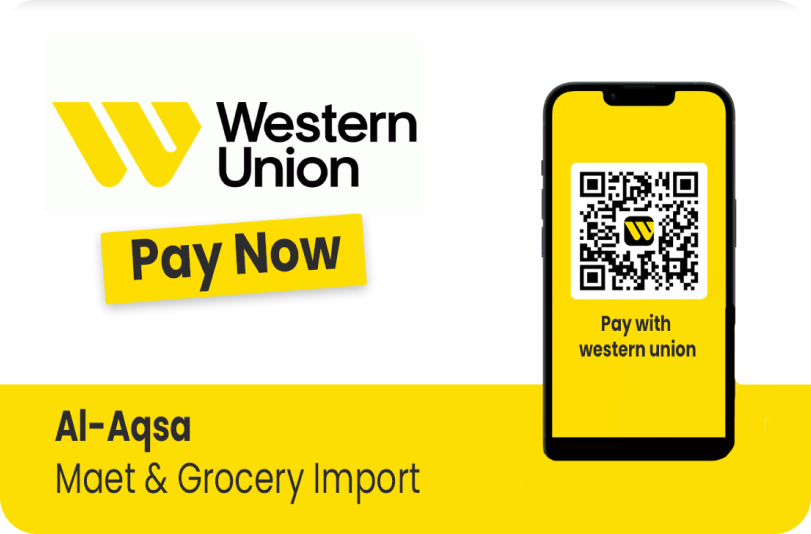 Western
Union
Pay Now
Pay with
western union
Al-Aqsa
Maet & Grocery Import